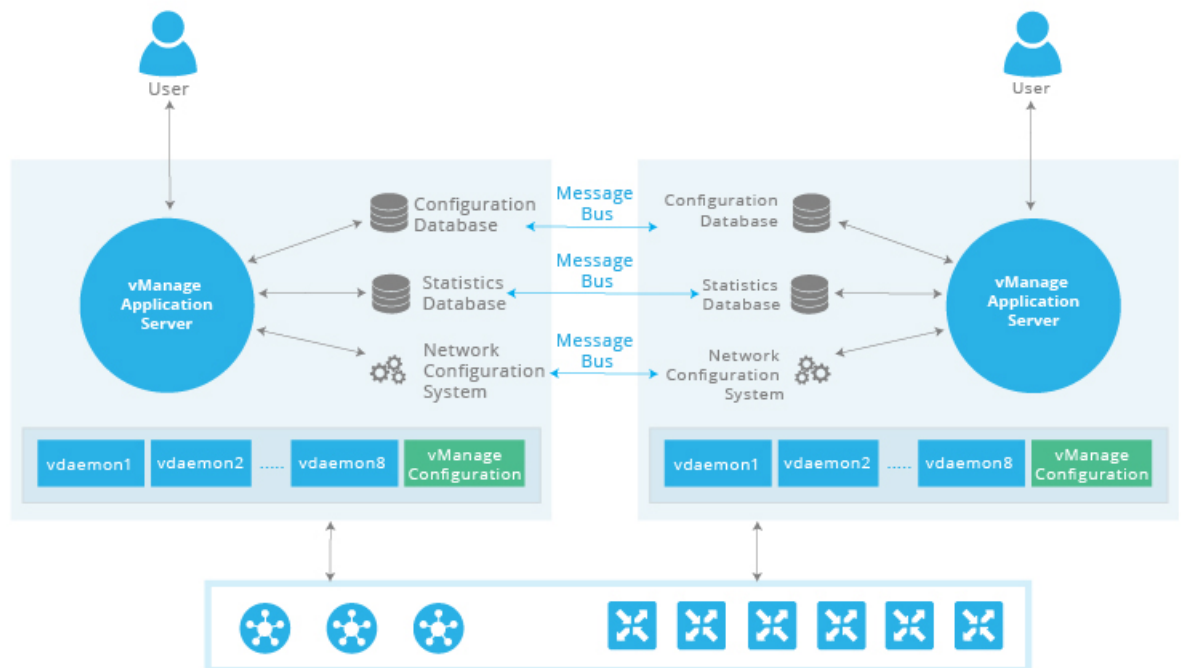 User
User
vManage
Application
Server
Configuration
Database
Statistics
Database
Network
Configuration
System
Message
Bus
Message
Bus
Message
Bus
Configuration
Database
Statistics
Database
Network
Configuration
System
vManage
Application
Server
vdaemon1
vdaemon2
.....
vdaemon8
vManage
Configuration
vdaemon1
vdaemon2
.....
vdaemon8
vManage
Configuration